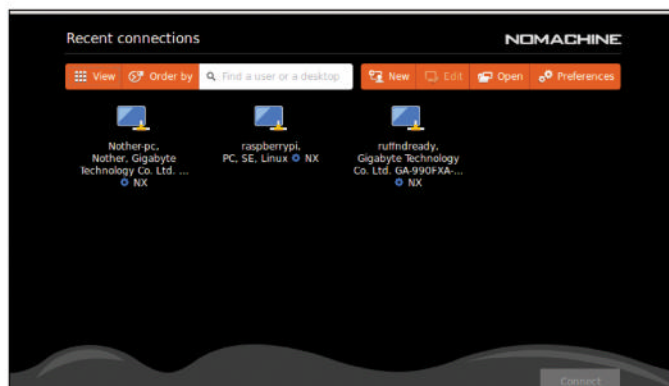 Recent connections
NOMACHINE
View Order by Find a user or a desktop New Edit Open Preferences
Nother-pc,
Nother, Gigabyte
Technology Co. Ltd. ...
NX
raspberrypi,
PC, SE, Linux NX
ruffndready,
Gigabyte Technology
Co. Ltd. GA-990FXA-...
NX
Connect